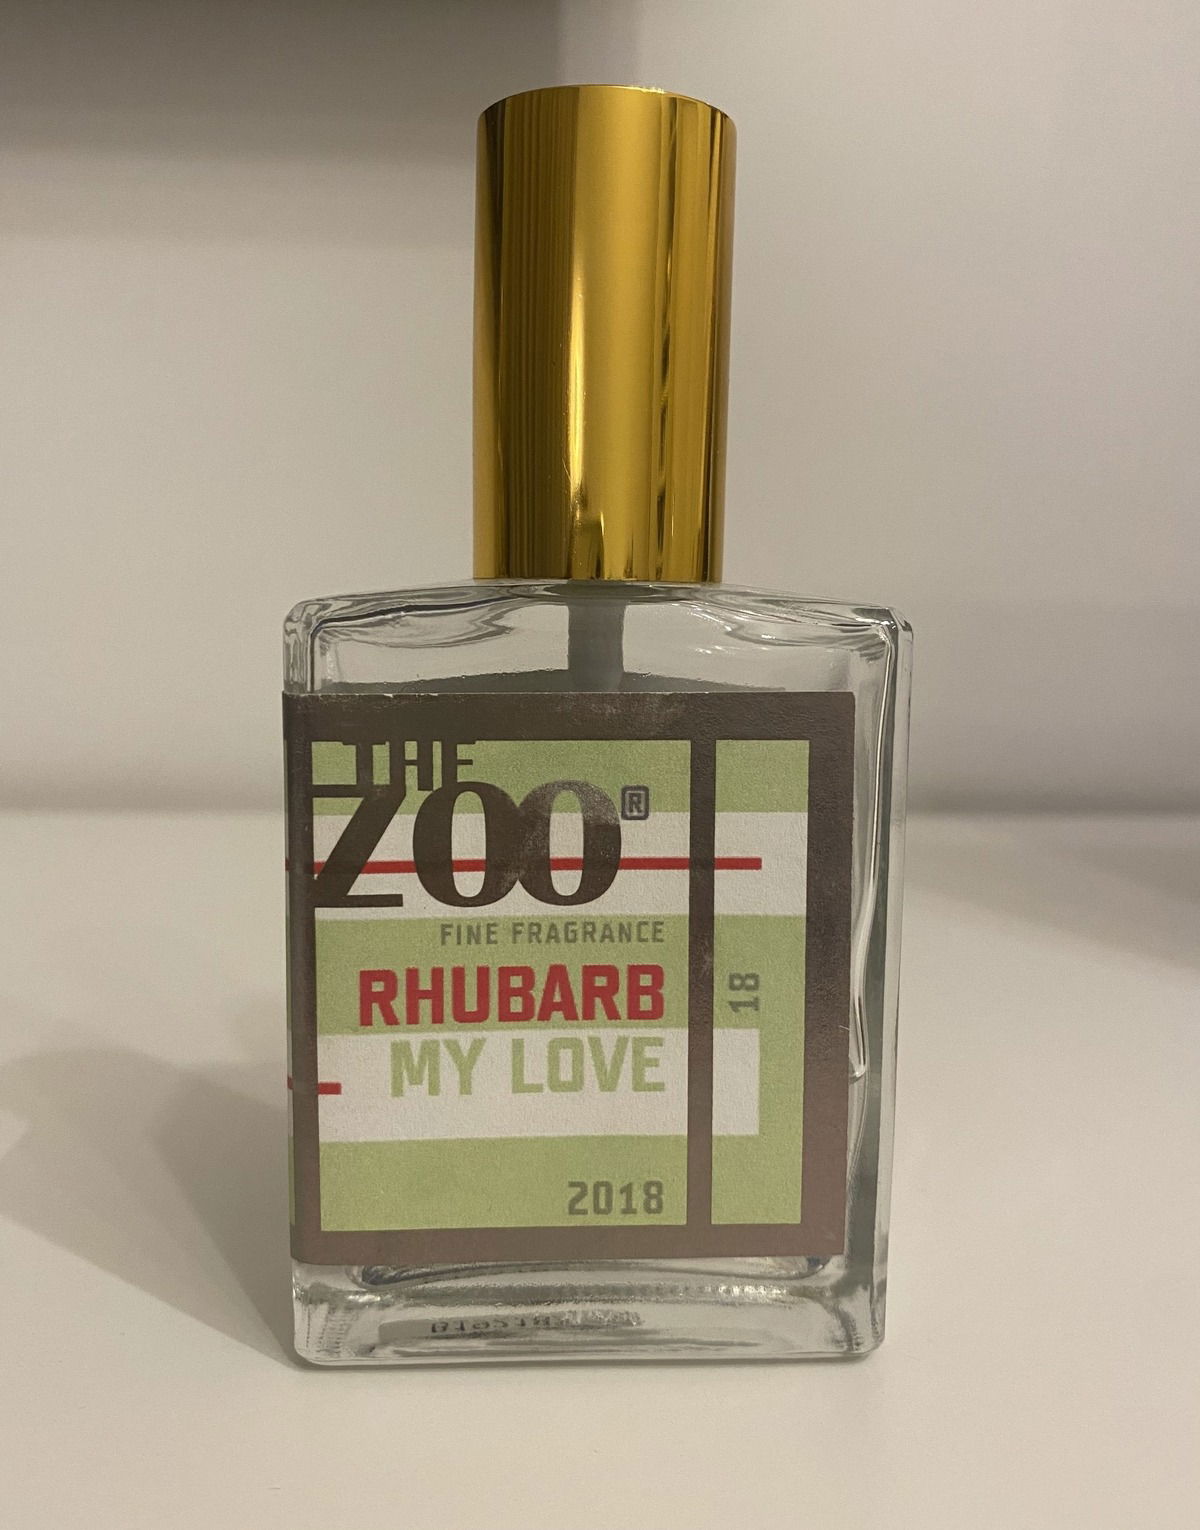 THE
ZOO®
FINE FRAGRANCE
RHUBARB
MY LOVE
18
2018